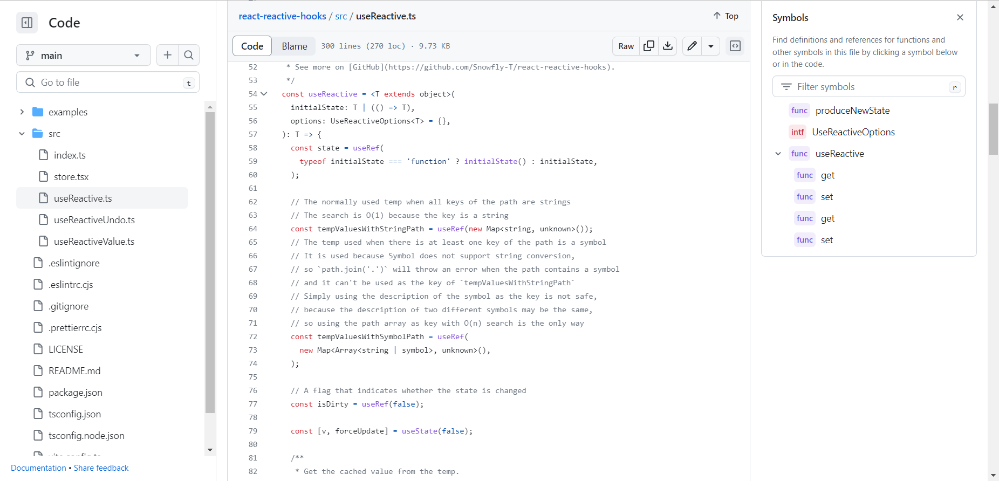 Code
main
Go to file
t
examples
src
index.ts
store.tsx
useReactive.ts
useReactiveUndo.ts
useReactiveValue.ts
.eslintignore
.eslintrc.cjs
.gitignore
.prettierrc.cjs
LICENSE
README.md
package.json
tsconfig.json
tsconfig.node.json
Documentation • Share feedback
react-reactive-hooks / src / useReactive.ts
Top
Code Blame 300 lines (270 loc) · 9.73 KB
Raw
52 * See more on [GitHub](https://github.com/Snowfly-T/react-reactive-hooks).
53 */
54 const useReactive = <T extends object>(
55 initialState: T | (() => T),
56 options: UseReactiveOptions<T> = {},
57 ): T => {
58 const state = useRef(
59 typeof initialState === 'function' ? initialState() : initialState,
60 );
61
62 // The normally used temp when all keys of the path are strings
63 // The search is O(1) because the key is a string
64 const tempValuesWithStringPath = useRef(new Map<string, unknown>());
65 // The temp used when there is at least one key of the path is a symbol
66 // It is used because Symbol does not support string conversion,
67 // so `path.join('.')` will throw an error when the path contains a symbol
68 // and it can't be used as the key of `tempValuesWithStringPath`
69 // Simply using the description of the symbol as the key is not safe,
70 // because the description of two different symbols may be the same,
71 // so using the path array as key with O(n) search is the only way
72 const tempValuesWithSymbolPath = useRef(
73 new Map<Array<string | symbol>, unknown>(),
74 );
75
76 // A flag that indicates whether the state is changed
77 const isDirty = useRef(false);
78
79 const [v, forceUpdate] = useState(false);
80
81 /**
82 * Get the cached value from the temp.
Symbols
Find definitions and references for functions and
other symbols in this file by clicking a symbol below
or in the code.
Filter symbols
r
func produceNewState
intf UseReactiveOptions
func useReactive
func get
func set
func get
func set